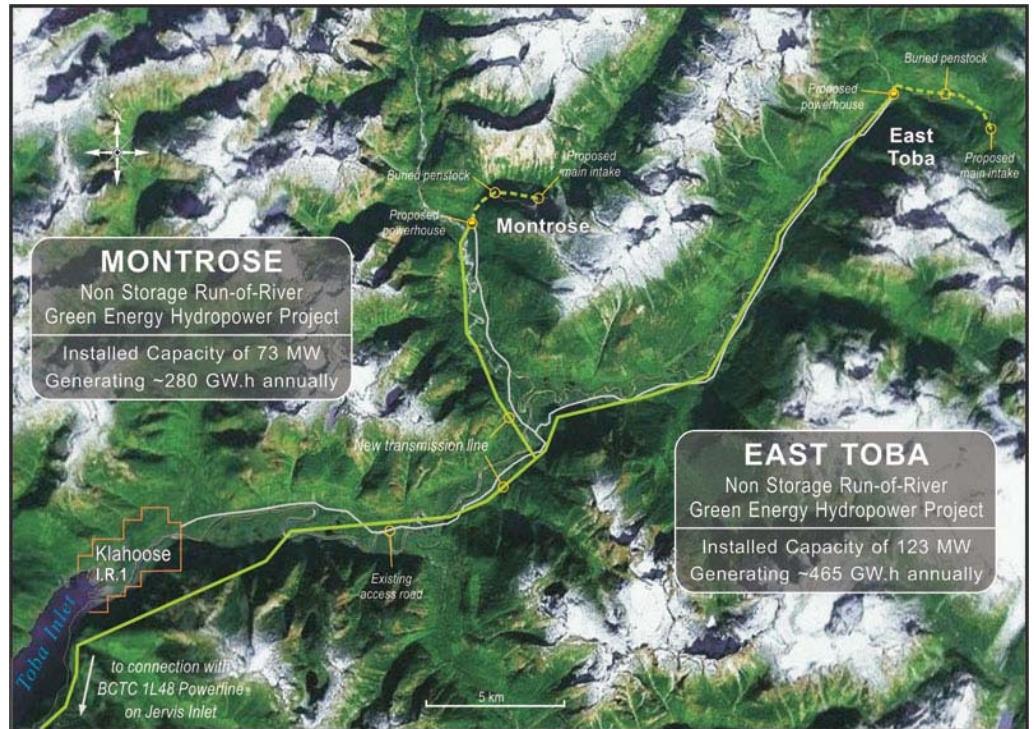 N
Buried penstock
Proposed
powerhouse
East
Toba
Proposed
main intake
Buried penstock
Proposed
main intake
Proposed
powerhouse
Montrose
MONTROSE
Non Storage Run-of-River
Green Energy Hydropower Project
Installed Capacity of 73 MW
Generating ~280 GW.h annually
New transmission line
EAST TOBA
Non Storage Run-of-River
Green Energy Hydropower Project
Installed Capacity of 123 MW
Generating ~465 GW.h annually
Klahoose
I.R.1
Existing
access road
Toba Inlet
to connection with
BCTC 1L48 Powerline
on Jervis Inlet
5 km